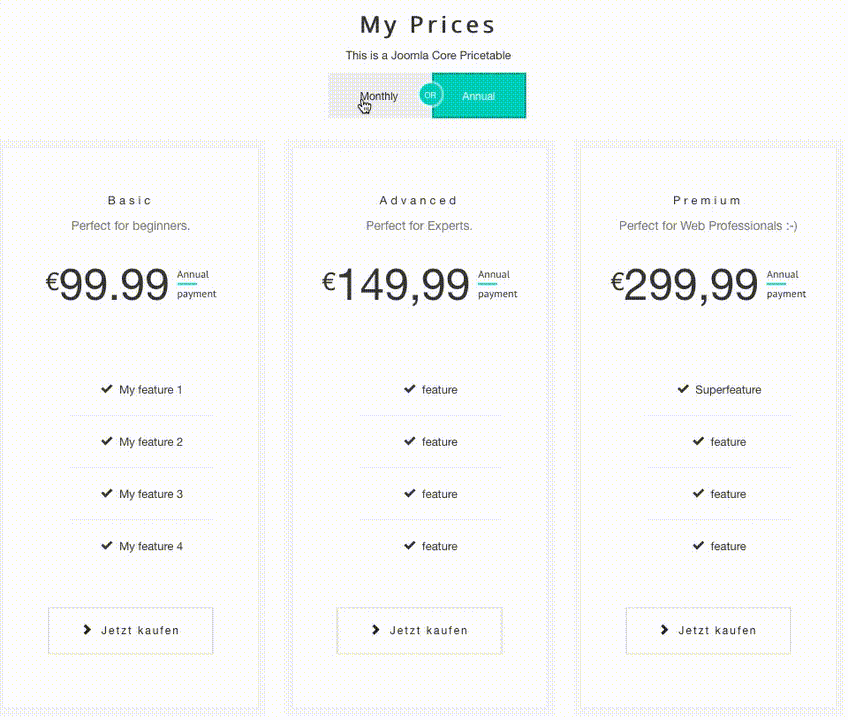 My Prices
This is a Joomla Core Pricetable
Monthly OR Annual
Basic
Perfect for beginners.
€99.99 Annual payment
My feature 1
My feature 2
My feature 3
My feature 4
Jetzt kaufen
Advanced
Perfect for Experts.
€149,99 Annual payment
feature
feature
feature
feature
Jetzt kaufen
Premium
Perfect for Web Professionals :-)
€299,99 Annual payment
Superfeature
feature
feature
feature
Jetzt kaufen